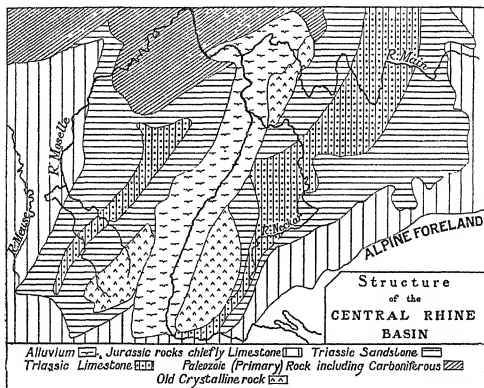 R. Main
R. Moselle
R. Meuse
R. Neckar
ALPINE FORELAND
Structure
of the
CENTRAL RHINE
BASIN
Alluvium Jurassic rocks chiefly Limestone Triassic Sandstone
Triassic Limestone Paleozoic (Primary) Rock including Carboniferous
Old Crystalline rock